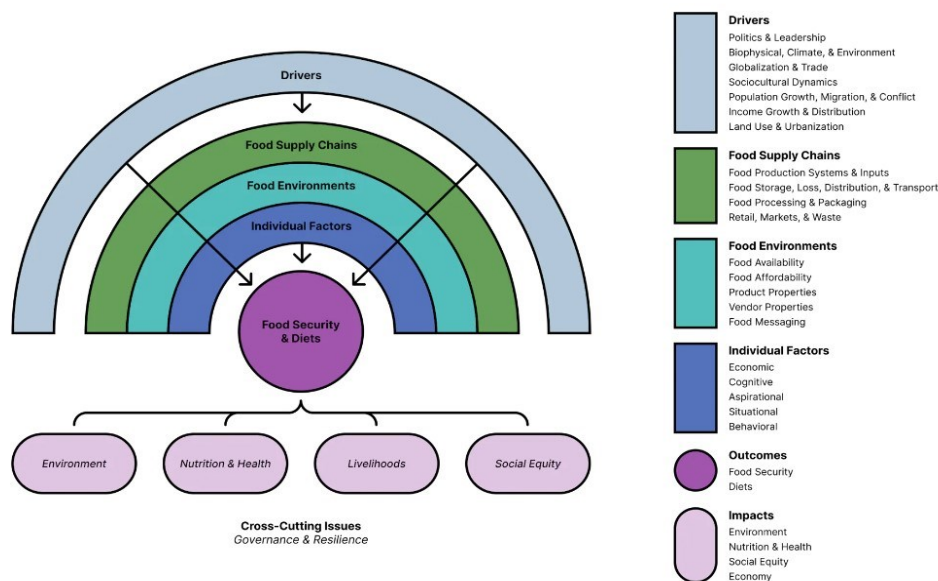 Drivers
Food Supply Chains
Food Environments
Individual Factors
Food Security
& Diets
Environment
Nutrition & Health
Livelihoods
Social Equity
Cross-Cutting Issues
Governance & Resilience
Drivers
Politics & Leadership
Biophysical, Climate, & Environment
Globalization & Trade
Sociocultural Dynamics
Population Growth, Migration, & Conflict
Income Growth & Distribution
Land Use & Urbanization
Food Supply Chains
Food Production Systems & Inputs
Food Storage, Loss, Distribution, & Transport
Food Processing & Packaging
Retail, Markets, & Waste
Food Environments
Food Availability
Food Affordability
Product Properties
Vendor Properties
Food Messaging
Individual Factors
Economic
Cognitive
Aspirational
Situational
Behavioral
Outcomes
Food Security
Diets
Impacts
Environment
Nutrition & Health
Social Equity
Economy